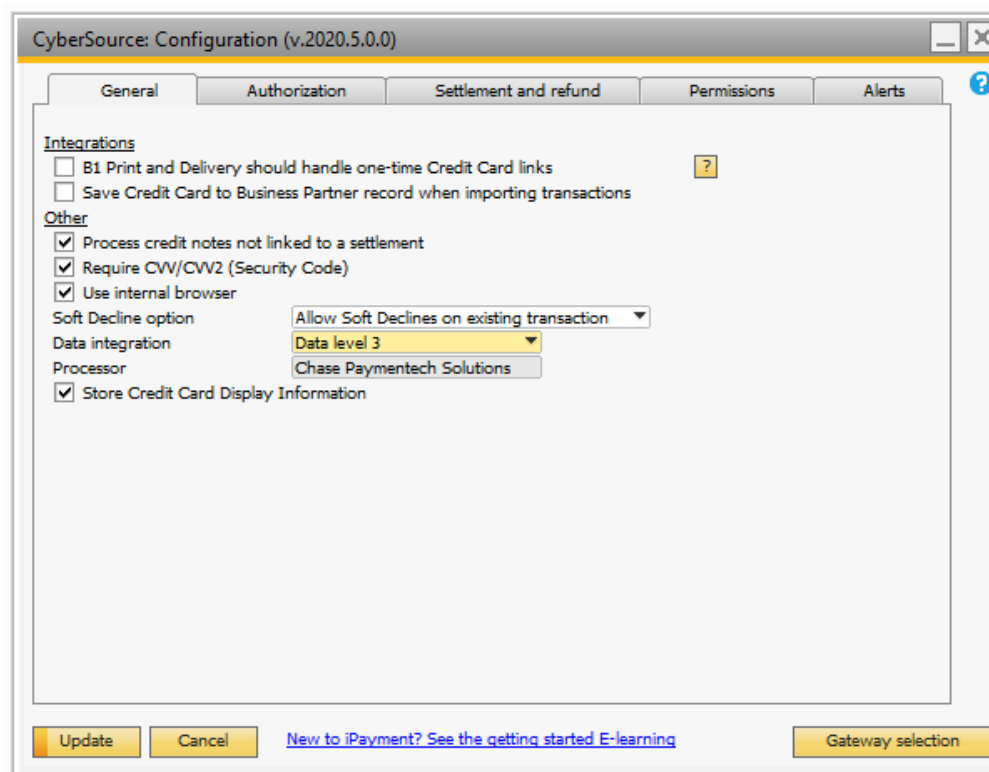 CyberSource: Configuration (v.2020.5.0.0)
General Authorization Settlement and refund Permissions Alerts
?
Integrations
B1 Print and Delivery should handle one-time Credit Card links ?
Save Credit Card to Business Partner record when importing transactions
Other
Process credit notes not linked to a settlement
Require CVV/CVV2 (Security Code)
Use internal browser
Soft Decline option Allow Soft Declines on existing transaction
Data integration Data level 3
Processor Chase Paymentech Solutions
Store Credit Card Display Information
Update Cancel New to iPayment? See the getting started E-learning Gateway selection